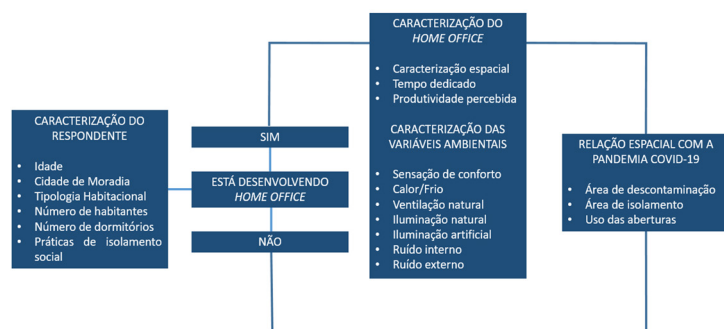 CARACTERIZAÇÃO DO
RESPONDENTE
• Idade
• Cidade de Moradia
• Tipologia Habitacional
• Número de habitantes
• Número de dormitórios
• Práticas de isolamento
social
SIM
ESTÁ DESENVOLVENDO
HOME OFFICE
NÃO
CARACTERIZAÇÃO DO
HOME OFFICE
• Caracterização espacial
• Tempo dedicado
• Produtividade percebida
CARACTERIZAÇÃO DAS
VARIÁVEIS AMBIENTAIS
• Sensação de conforto
• Calor/Frio
• Ventilação natural
• Iluminação natural
• Iluminação artificial
• Ruído interno
• Ruído externo
RELAÇÃO ESPACIAL COM A
PANDEMIA COVID-19
• Área de descontaminação
• Área de isolamento
• Uso das aberturas